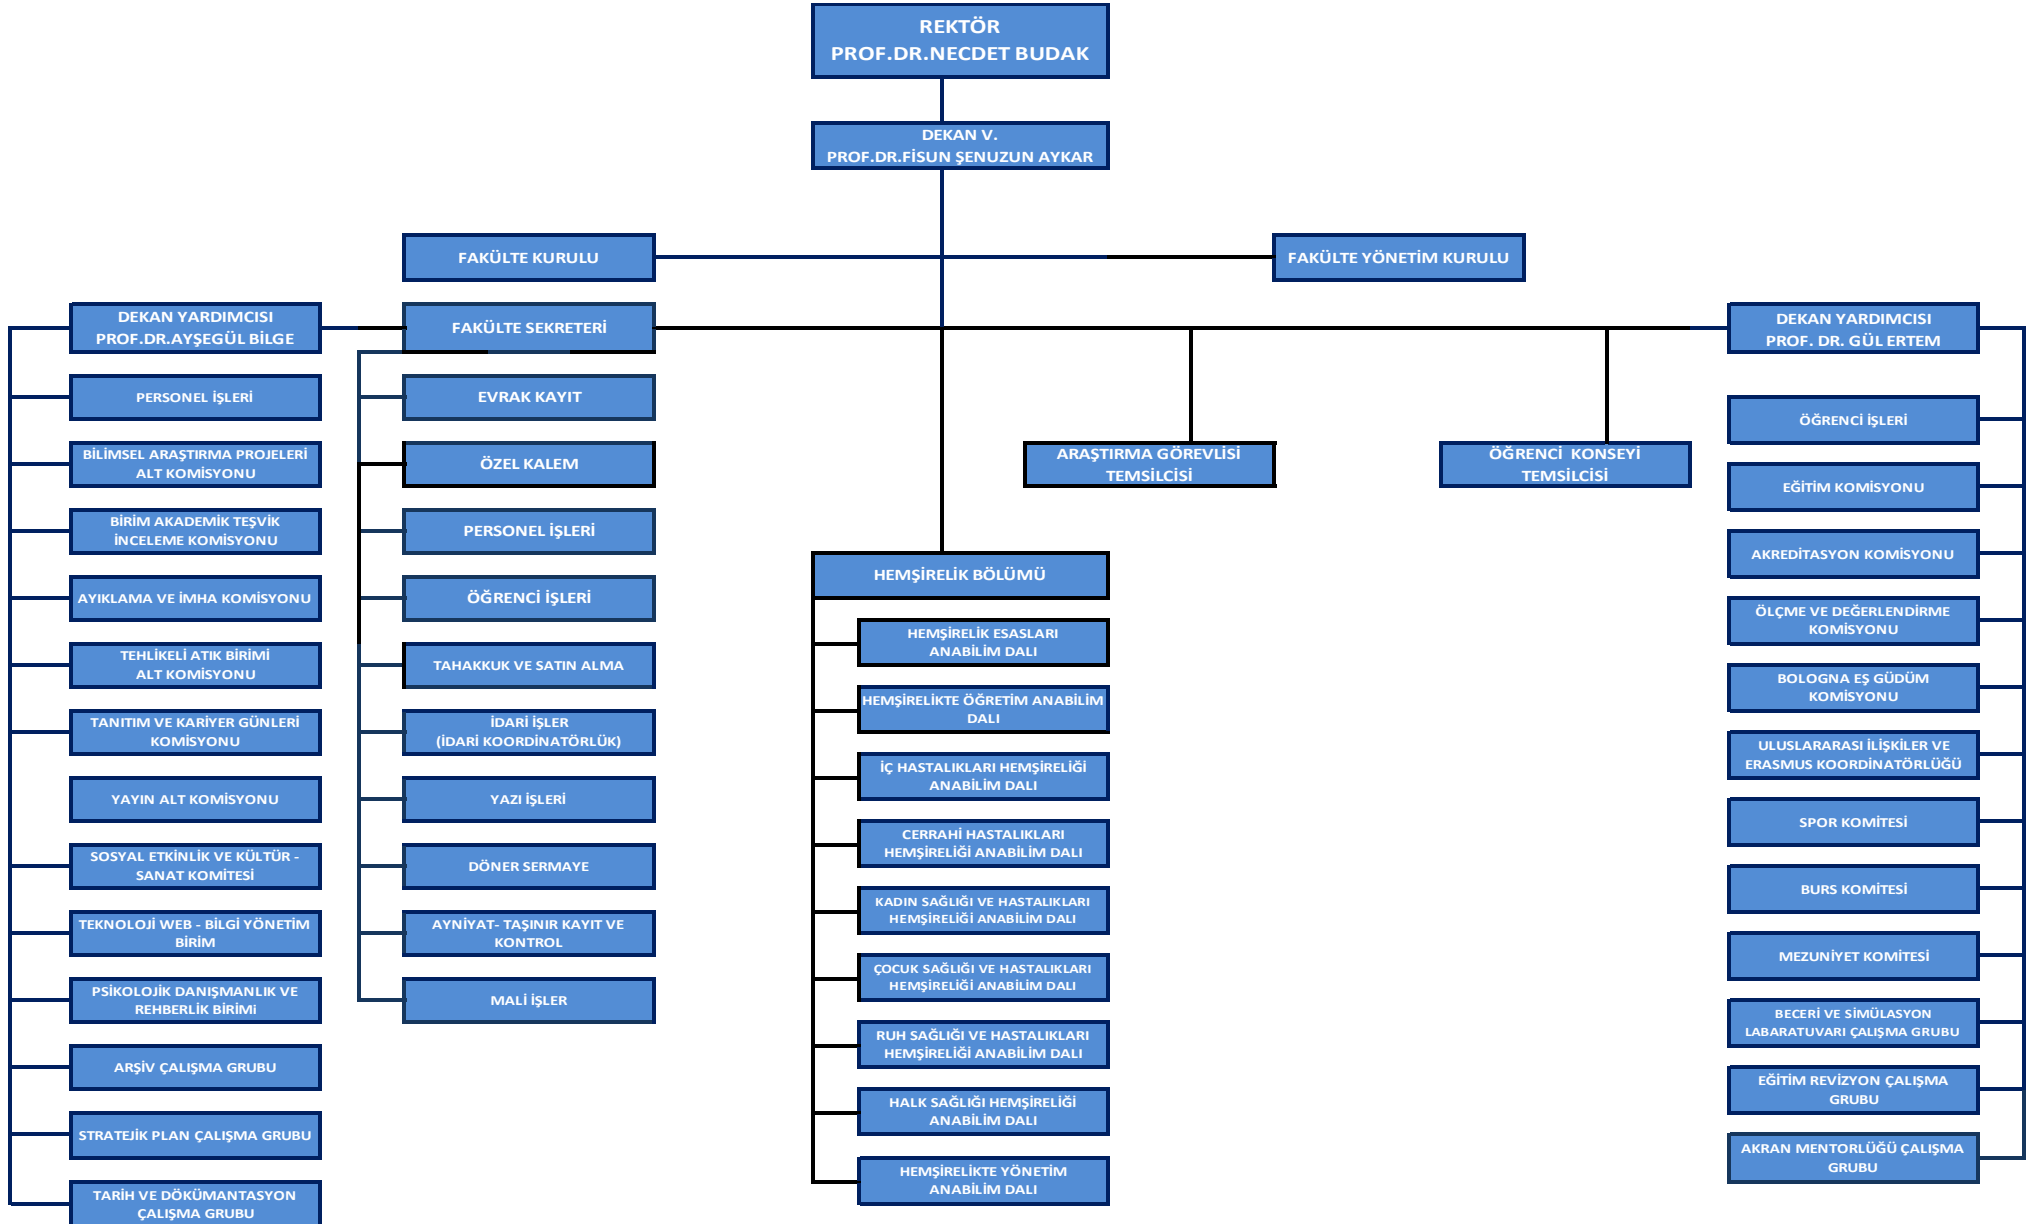 REKTÖR
PROF.DR.NECDET BUDAK
DEKAN V.
PROF.DR.FİSUN ŞENUZUN AYKAR
FAKÜLTE KURULU
FAKÜLTE YÖNETİM KURULU
DEKAN YARDIMCISI
PROF.DR.AYŞEGÜL BİLGE
PERSONEL İŞLERİ
BİLİMSEL ARAŞTIRMA PROJELERİ
ALT KOMİSYONU
BİRİM AKADEMİK TEŞVİK
İNCELEME KOMİSYONU
AYIKLAMA VE İMHA KOMİSYONU
TEHLİKELİ ATIK BİRİMİ
ALT KOMİSYONU
TANITIM VE KARİYER GÜNLERİ
KOMİSYONU
YAYIN ALT KOMİSYONU
SOSYAL ETKİNLİK VE KÜLTÜR -
SANAT KOMİTESİ
TEKNOLOJİ WEB - BİLGİ YÖNETİM
BİRİM
PSİKOLOJİK DANIŞMANLIK VE
REHBERLİK BİRİMi
ARŞİV ÇALIŞMA GRUBU
STRATEJİK PLAN ÇALIŞMA GRUBU
TARİH VE DÖKÜMANTASYON
ÇALIŞMA GRUBU
FAKÜLTE SEKRETERİ
EVRAK KAYIT
ÖZEL KALEM
PERSONEL İŞLERİ
ÖĞRENCİ İŞLERİ
TAHAKKUK VE SATIN ALMA
İDARİ İŞLER
(İDARİ KOORDİNATÖRLÜK)
YAZI İŞLERİ
DÖNER SERMAYE
AYNİYAT- TAŞINIR KAYIT VE
KONTROL
MALİ İŞLER
HEMŞİRELİK BÖLÜMÜ
HEMŞİRELİK ESASLARI
ANABİLİM DALI
HEMŞİRELİKTE ÖĞRETİM ANABİLİM
DALI
İÇ HASTALIKLARI HEMŞİRELİĞİ
ANABİLİM DALI
CERRAHİ HASTALIKLARI
HEMŞİRELİĞİ ANABİLİM DALI
KADIN SAĞLIĞI VE HASTALIKLARI
HEMŞİRELİĞİ ANABİLİM DALI
ÇOCUK SAĞLIĞI VE HASTALIKLARI
HEMŞİRELİĞİ ANABİLİM DALI
RUH SAĞLIĞI VE HASTALIKLARI
HEMŞİRELİĞİ ANABİLİM DALI
HALK SAĞLIĞI HEMŞİRELİĞİ
ANABİLİM DALI
HEMŞİRELİKTE YÖNETİM
ANABİLİM DALI
ARAŞTIRMA GÖREVLİSİ
TEMSİLCİSİ
ÖĞRENCİ  KONSEYİ
TEMSİLCİSİ
DEKAN YARDIMCISI
PROF. DR. GÜL ERTEM
ÖĞRENCİ İŞLERİ
EĞİTİM KOMİSYONU
AKREDİTASYON KOMİSYONU
ÖLÇME VE DEĞERLENDİRME
KOMİSYONU
BOLOGNA EŞ GÜDÜM
KOMİSYONU
ULUSLARARASI İLİŞKİLER VE
ERASMUS KOORDİNATÖRLÜĞÜ
SPOR KOMİTESİ
BURS KOMİTESİ
MEZUNİYET KOMİTESİ
BECERİ VE SİMÜLASYON
LABARATUVARI ÇALIŞMA GRUBU
EĞİTİM REVİZYON ÇALIŞMA
GRUBU
AKRAN MENTORLÜĞÜ ÇALIŞMA
GRUBU